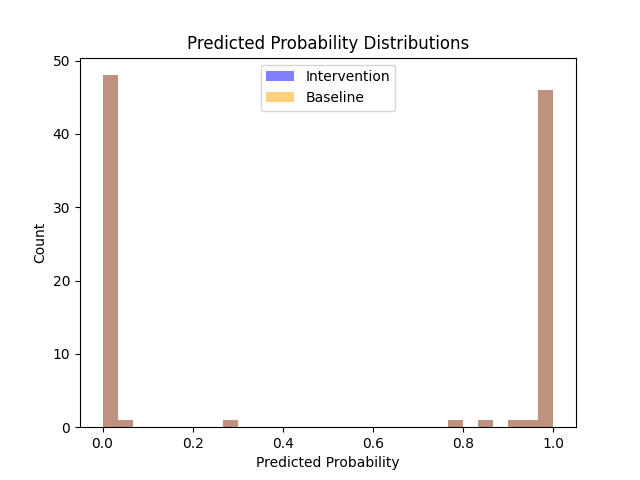 Predicted Probability Distributions
Intervention
Baseline
Count
50
40
30
20
10
0
0.0 0.2 0.4 0.6 0.8 1.0
Predicted Probability